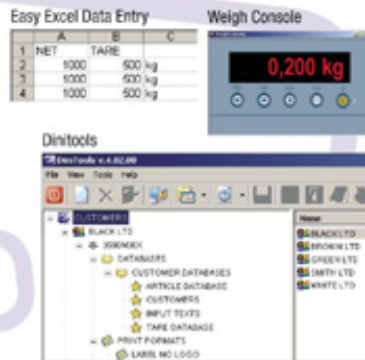 Easy Excel Data Entry
Weigh Console
A B C
1 NET TARE
2 1000 500 kg
3 1000 500 kg
4 1000 500 kg
0,200 kg
Dinitools
DiniTools v.4.02.00
File View Tools Help
CUSTOMERS
BLACK LTD
DATABASES
CUSTOMER DATABASES
ARTICLE DATABASE
CUSTOMERS
INPUT TEXTS
TARE DATABASE
PRINT FORMATS
LABEL NO LOGO
Name
BLACK LTD
BROWN LTD
GREEN LTD
SMITH LTD
WHITE LTD